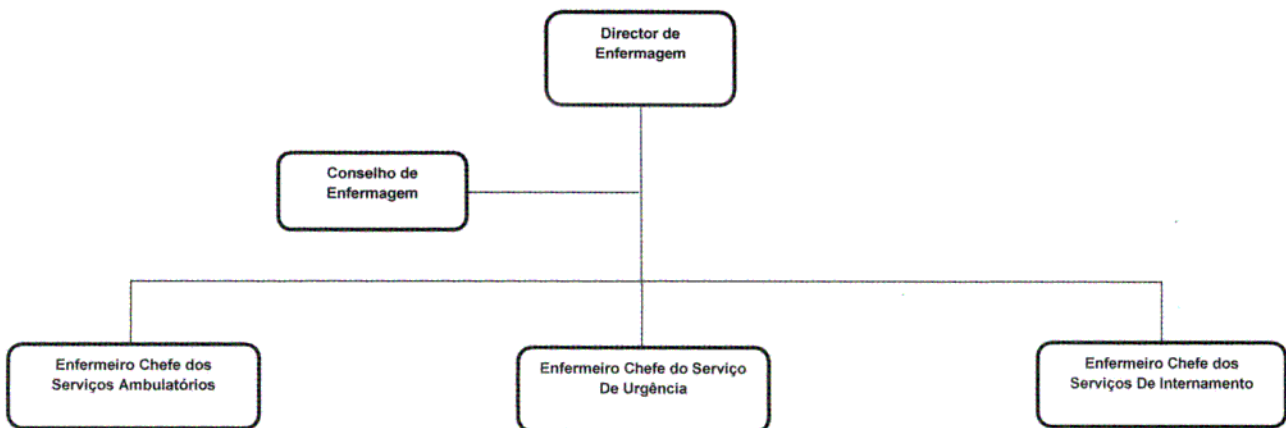 Director de
Enfermagem
Conselho de
Enfermagem
Enfermeiro Chefe dos
Serviços Ambulatórios
Enfermeiro Chefe do Serviço
De Urgência
Enfermeiro Chefe dos
Serviços De Internamento